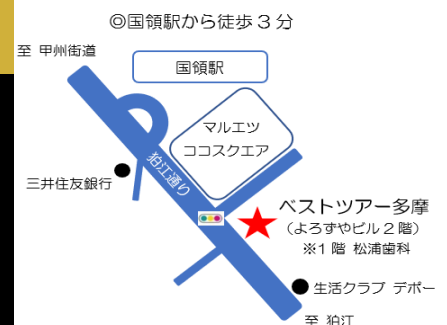 ◎国領駅から徒歩3分
至 甲州街道
国領駅
マルエツ
ココスクエア
狛江通り
三井住友銀行
ベストツアー多摩
（よろずやビル2階）
※1階 松浦歯科
生活クラブ デポー
至 狛江